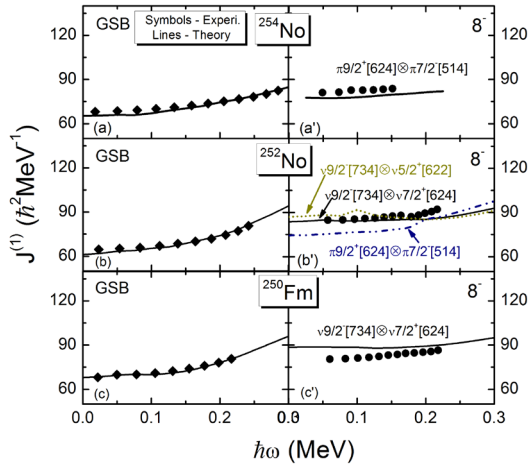 GSB
Symbols - Experi.
Lines - Theory
254No
8-
π9/2+[624]⊗π7/2-[514]
120
90
60
(a)
(a')
GSB
252No
8-
ν9/2-[734]⊗ν5/2+[622]
ν9/2-[734]⊗ν7/2+[624]
π9/2+[624]⊗π7/2-[514]
120
90
60
(b)
(b')
GSB
250Fm
8-
ν9/2-[734]⊗ν7/2+[624]
120
90
60
(c)
(c')
J(1) (ħ2MeV-1)
0.0 0.1 0.2 0.3 0.0 0.1 0.2 0.3
ħω (MeV)